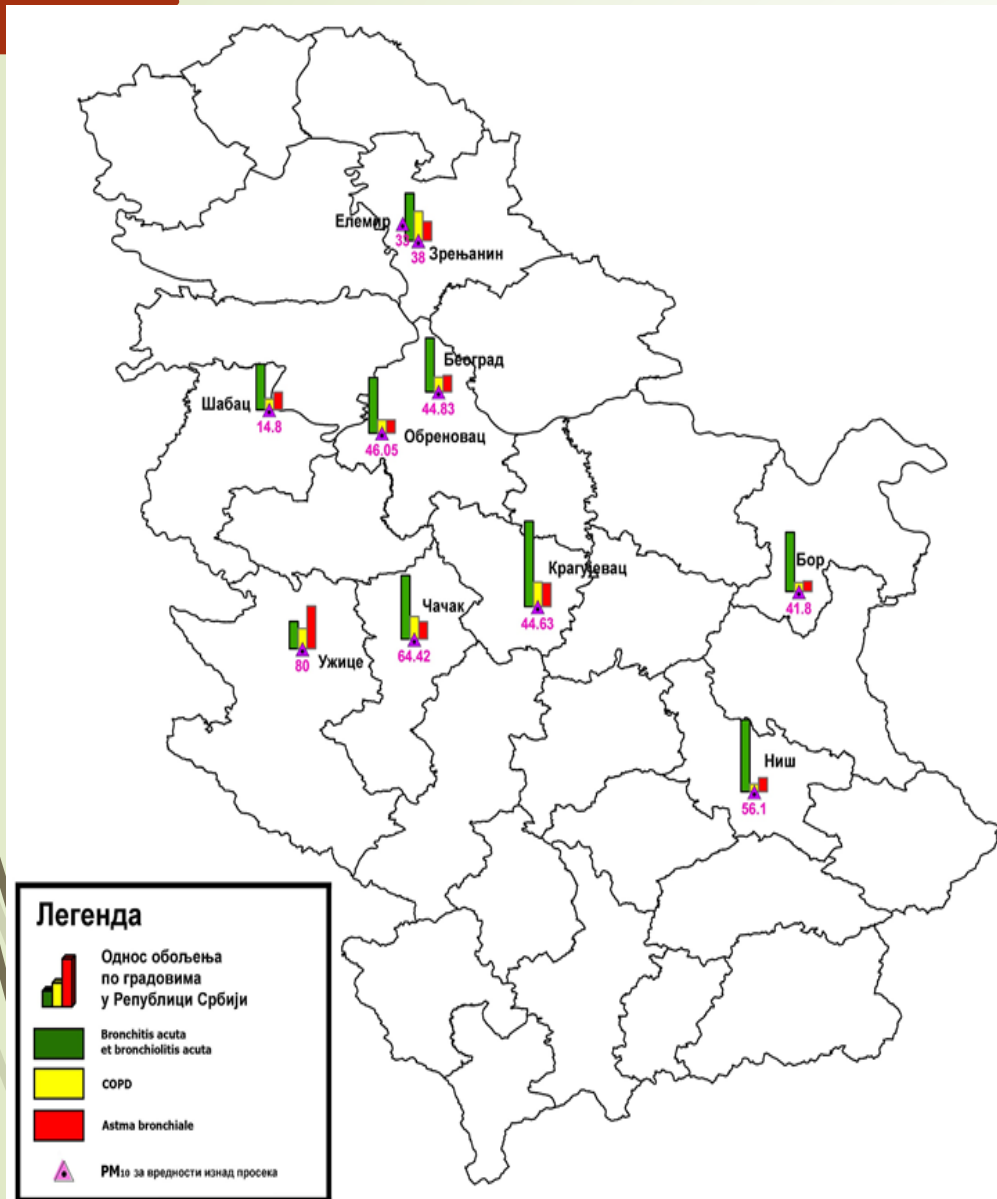 Елемир
35
38
Зрењанин
Београд
44.83
Шабац
14.8
Обреновац
46.05
Крагујевац
44.63
Бор
41.8
Чачак
64.42
Ужице
80
Ниш
56.1
Легенда
Однос обољења
по градовима
у Републици Србији
Bronchitis acuta
et bronchiolitis acuta
COPD
Astma bronchiale
PM₁₀ за вредности изнад просека